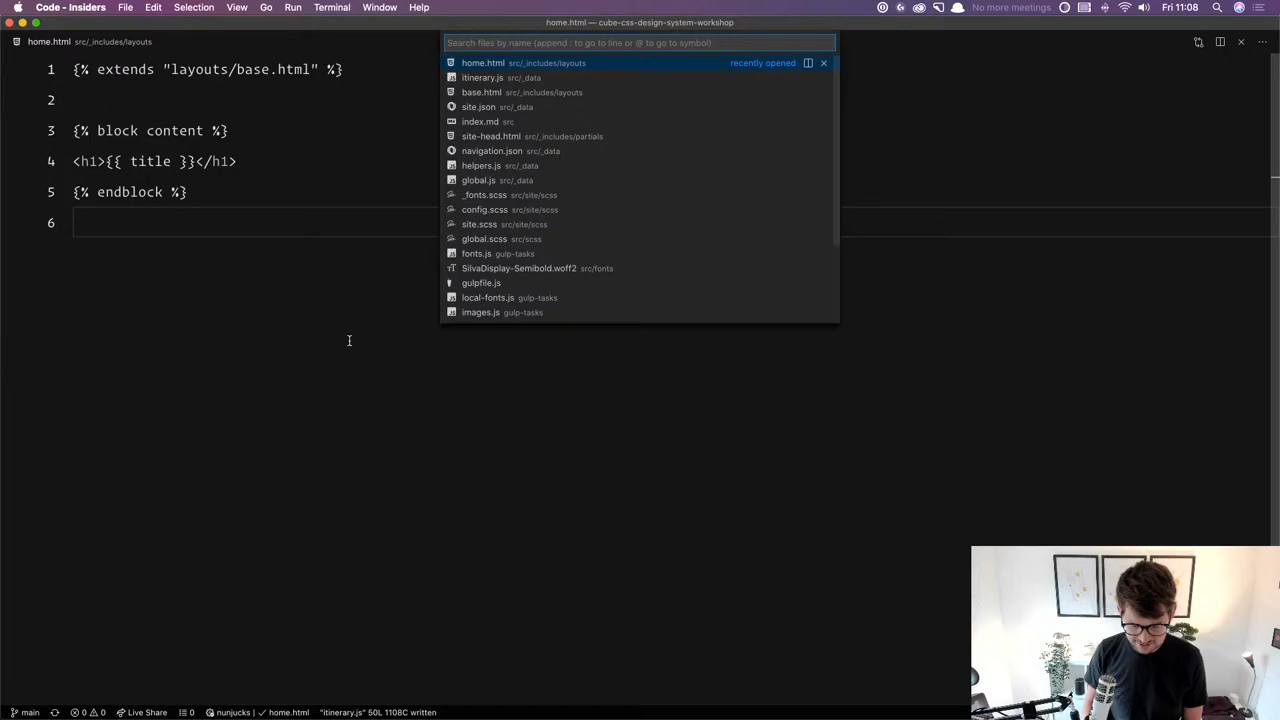 Code - Insiders File Edit Selection View Go Run Terminal Window Help No more meetings Fri 11:08
home.html — cube-css-design-system-workshop
home.html src/_includes/layouts
Search files by name (append : to go to line or @ to go to symbol)
home.html src/_includes/layouts recently opened
itinerary.js src/_data
base.html src/_includes/layouts
site.json src/_data
index.md src
site-head.html src/_includes/partials
navigation.json src/_data
helpers.js src/_data
global.js src/_data
_fonts.scss src/site/scss
config.scss src/site/scss
site.scss src/site/scss
global.scss src/scss
fonts.js gulp-tasks
SilvaDisplay-Semibold.woff2 src/fonts
gulpfile.js
local-fonts.js gulp-tasks
images.js gulp-tasks
1 {% extends "layouts/base.html" %}
2
3 {% block content %}
4 <h1>{{ title }}</h1>
5 {% endblock %}
6
main 0 0 Live Share 0 nunjucks | ✓ home.html "itinerary.js" 50L 1108C written